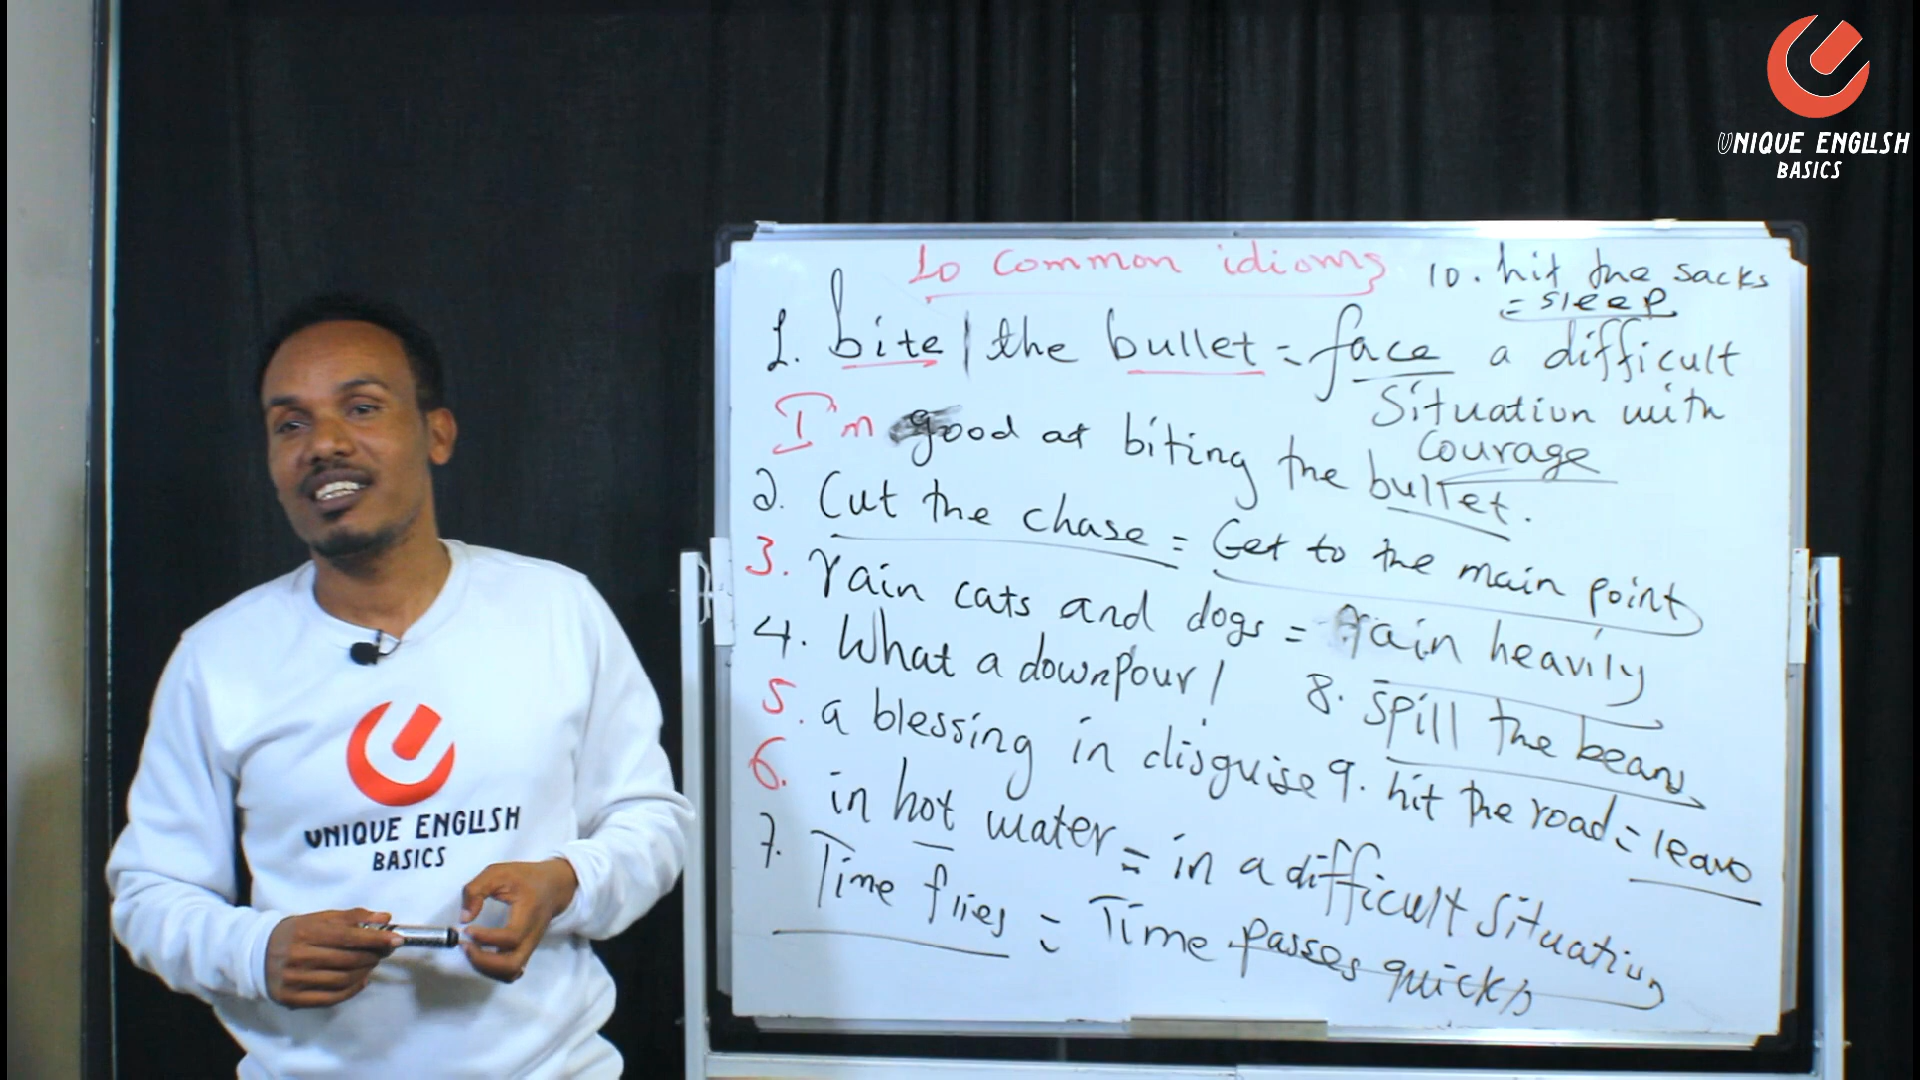 UNIQUE ENGLISH
BASICS
10 common idioms
10. hit the sacks
= sleep
1. bite | the bullet = face a difficult
situation with
courage
I'm good at biting the bullet.
2. Cut the chase = Get to the main point
3. rain cats and dogs = rain heavily
4. What a downpour!
5. a blessing in disguise
6. in hot water = in a difficult situation
7. Time flies = Time passes quickly
8. spill the beans
9. hit the road = leave
UNIQUE ENGLISH
BASICS